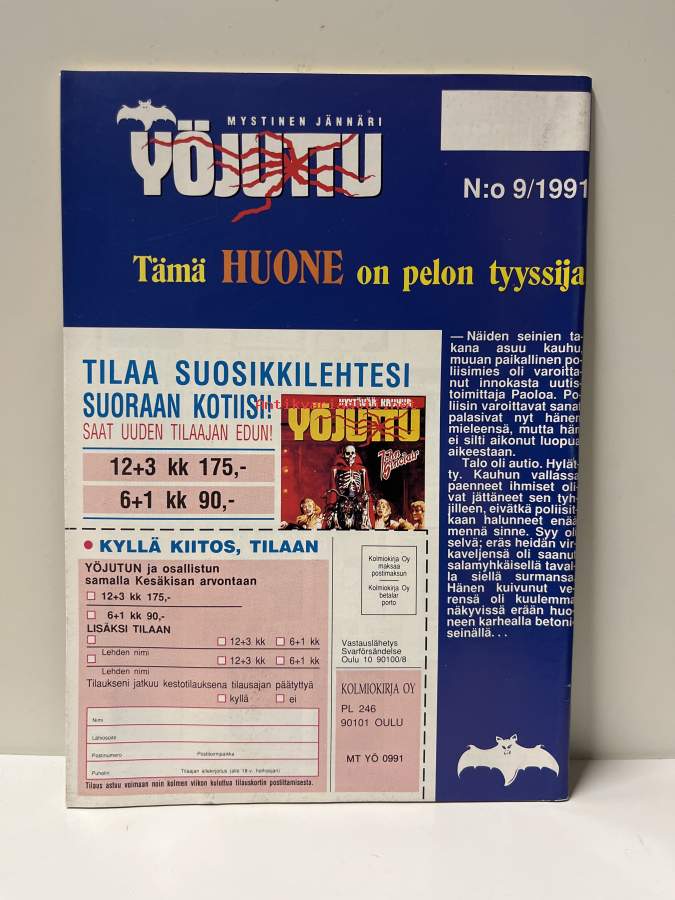 MYSTINEN JÄNNÄRI
YÖJUTTU
N:o 9/1991
Tämä HUONE on pelon tyyssija
TILAA SUOSIKKILEHTESI
SUORAAN KOTIISI!
SAAT UUDEN TILAAJAN EDUN!
12+3 kk 175,-
6+1 kk 90,-
YÖJUTTU
John Sinclair
• KYLLÄ KIITOS, TILAAN
YÖJUTUN ja osallistun
samalla Kesäkisan arvontaan
12+3 kk 175,-
6+1 kk 90,-
LISÄKSI TILAAN
12+3 kk 6+1 kk
Lehden nimi
12+3 kk 6+1 kk
Lehden nimi
Tilaukseni jatkuu kestotilauksena tilausajan päätyttyä
kyllä ei
Nimi
Lähiosoite
Postinumero Postitoimipaikka
Puhelin Tilaajan allekirjoitus (alle 18-v. holhoojan)
Tilaus astuu voimaan noin kolmen viikon kuluttua tilauskortin postittamisesta.
Kolmiokirja Oy
maksaa
postimaksun
Kolmiokirja Oy
betalar
porto
Vastauslähetys
Svarförsändelse
Oulu 10 90100/8
KOLMIOKIRJA OY
PL 246
90101 OULU
MT YÖ 0991
— Näiden seinien ta-
kana asuu kauhu,
muuan paikallinen po-
liisimies oli varoitta-
nut innokasta uutis-
toimittaja Paoloa. Po-
liisin varoittavat sanat
palasivat nyt hänen
mieleensä, mutta hän
ei silti aikonut luopua
aikeestaan.
Talo oli autio. Hylät-
ty. Kauhun vallassa
paenneet ihmiset oli-
vat jättäneet sen tyh-
jilleen, eivätkä poliisit-
kaan halunneet enää
mennä sinne. Syy oli
selvä: eräs heidän vir-
kaveljensä oli saanut
salamyhkäisellä taval-
la siellä surmansa.
Hänen kuivunut ve-
rensä oli kuulemma
näkyvissä erään huo-
neen karhealla betoni-
seinällä. . .